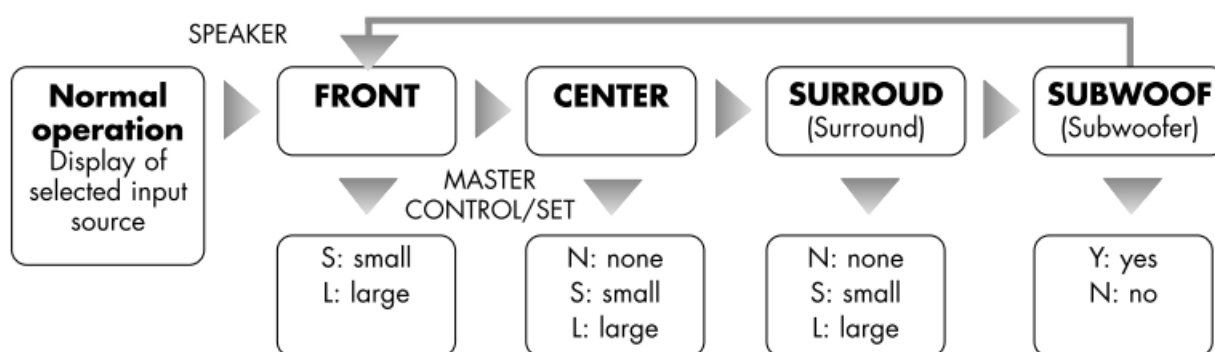 SPEAKER
Normal
operation
Display of
selected input
source
FRONT
CENTER
SURROUD
(Surround)
SUBWOOF
(Subwoofer)
MASTER
CONTROL/SET
S: small
L: large
N: none
S: small
L: large
N: none
S: small
L: large
Y: yes
N: no